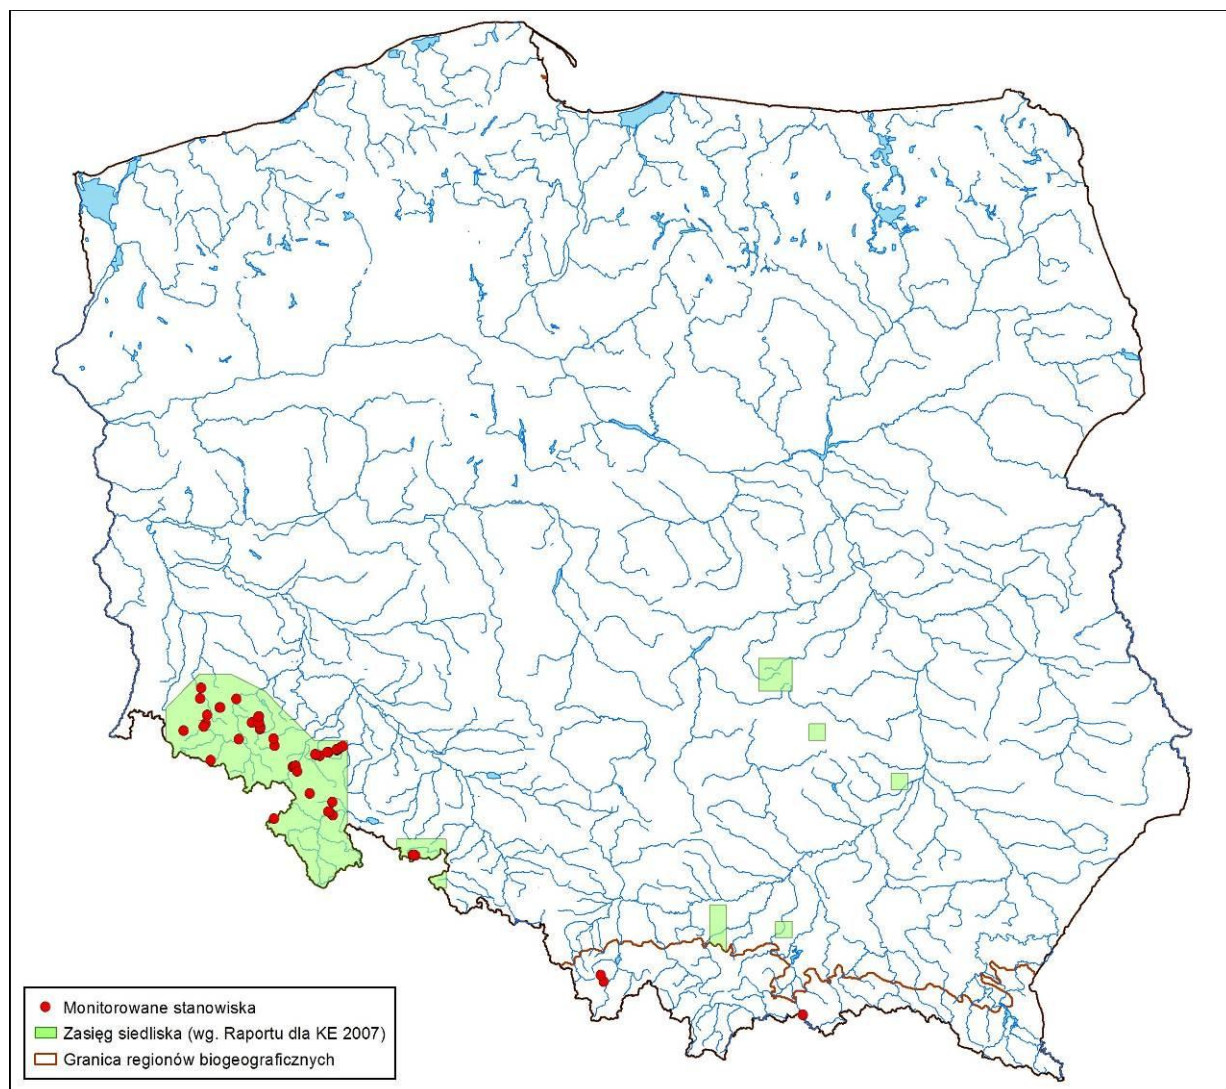 Monitorowane stanowiska
Zasięg siedliska (wg. Raportu dla KE 2007)
Granica regionów biogeograficznych